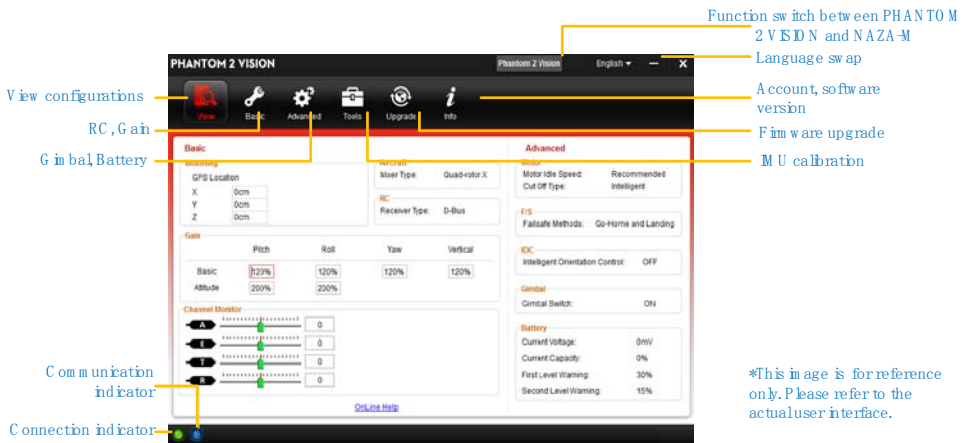 Function switch between PHANTOM
2 VISION and NAZA-M
Language swap
Account, software
version
Firmware upgrade
IMU calibration
View configurations
RC, Gain
Gimbal, Battery
PHANTOM 2 VISION
Phantom 2 Vision English
View Basic Advanced Tools Upgrade Info
Basic
Mounting
GPS Location
X 0cm
Y 0cm
Z 0cm
Aircraft
Mixer Type: Quad-rotor X
RC
Receiver Type: D-Bus
Gain
Pitch Roll Yaw Vertical
Basic 120% 120% 120% 120%
Attitude 200% 200%
Channel Monitor
A 0
E 0
T 0
R 0
OnLine Help
Advanced
Motor
Motor Idle Speed: Recommended
Cut Off Type: Intelligent
F/S
Failsafe Methods: Go-Home and Landing
IOC
Intelligent Orientation Control: OFF
Gimbal
Gimbal Switch: ON
Battery
Current Voltage: 0mV
Current Capacity: 0%
First Level Warning: 30%
Second Level Warning: 15%
Communication
indicator
Connection indicator
*This image is for reference
only. Please refer to the
actual user interface.